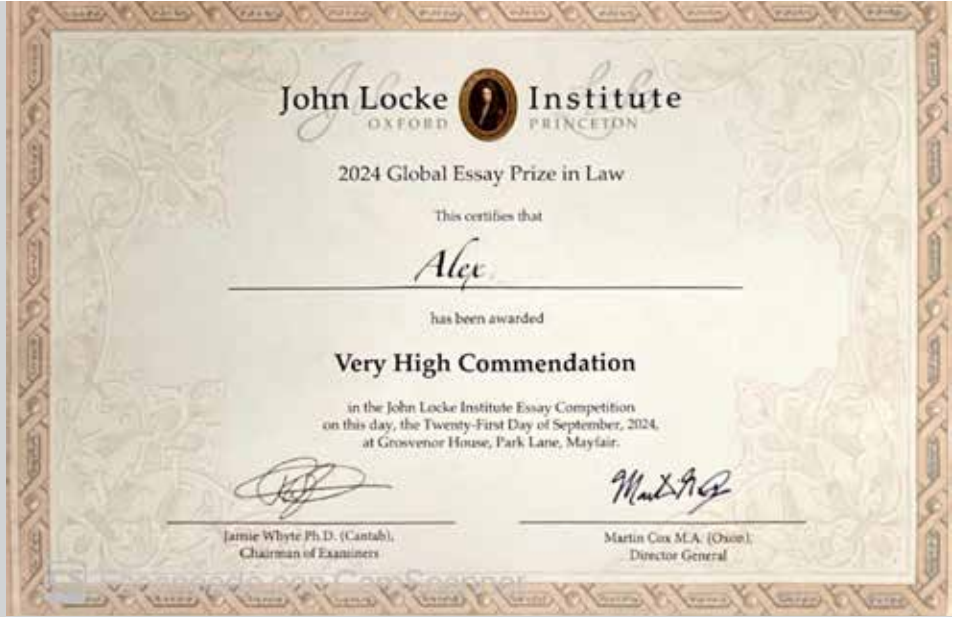 John Locke Institute
OXFORD PRINCETON
2024 Global Essay Prize in Law
This certifies that
Alex
has been awarded
Very High Commendation
in the John Locke Institute Essay Competition
on this day, the Twenty-First Day of September, 2024,
at Grosvenor House, Park Lane, Mayfair.
Jamie Whyte Ph.D. (Cantab), Martin Cox M.A. (Oxon),
Chairman of Examiners Director General
CamScanner